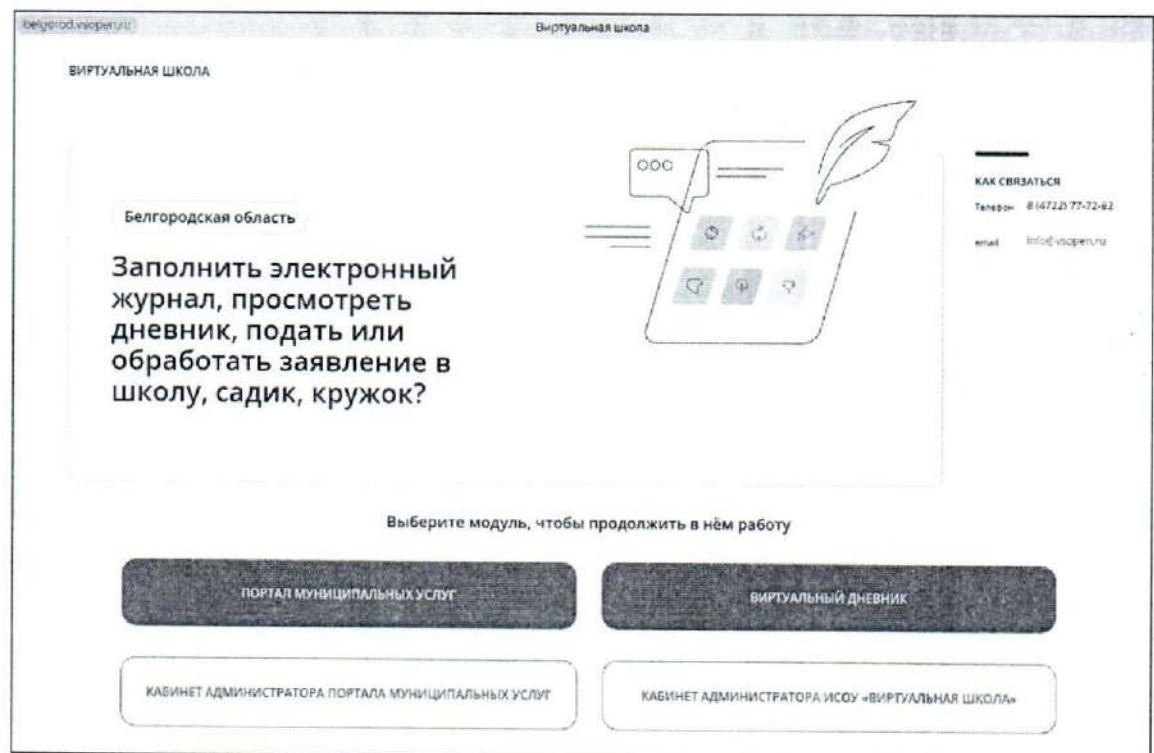 belgorod.vsopen.ru
Виртуальная школа
ВИРТУАЛЬНАЯ ШКОЛА
Белгородская область
Заполнить электронный
журнал, просмотреть
дневник, подать или
обработать заявление в
школу, садик, кружок?
КАК СВЯЗАТЬСЯ
Телефон 8 (4722) 77-72-62
email info@vsopen.ru
Выберите модуль, чтобы продолжить в нём работу
ПОРТАЛ МУНИЦИПАЛЬНЫХ УСЛУГ
ВИРТУАЛЬНЫЙ ДНЕВНИК
КАБИНЕТ АДМИНИСТРАТОРА ПОРТАЛА МУНИЦИПАЛЬНЫХ УСЛУГ
КАБИНЕТ АДМИНИСТРАТОРА ИСОУ «ВИРТУАЛЬНАЯ ШКОЛА»